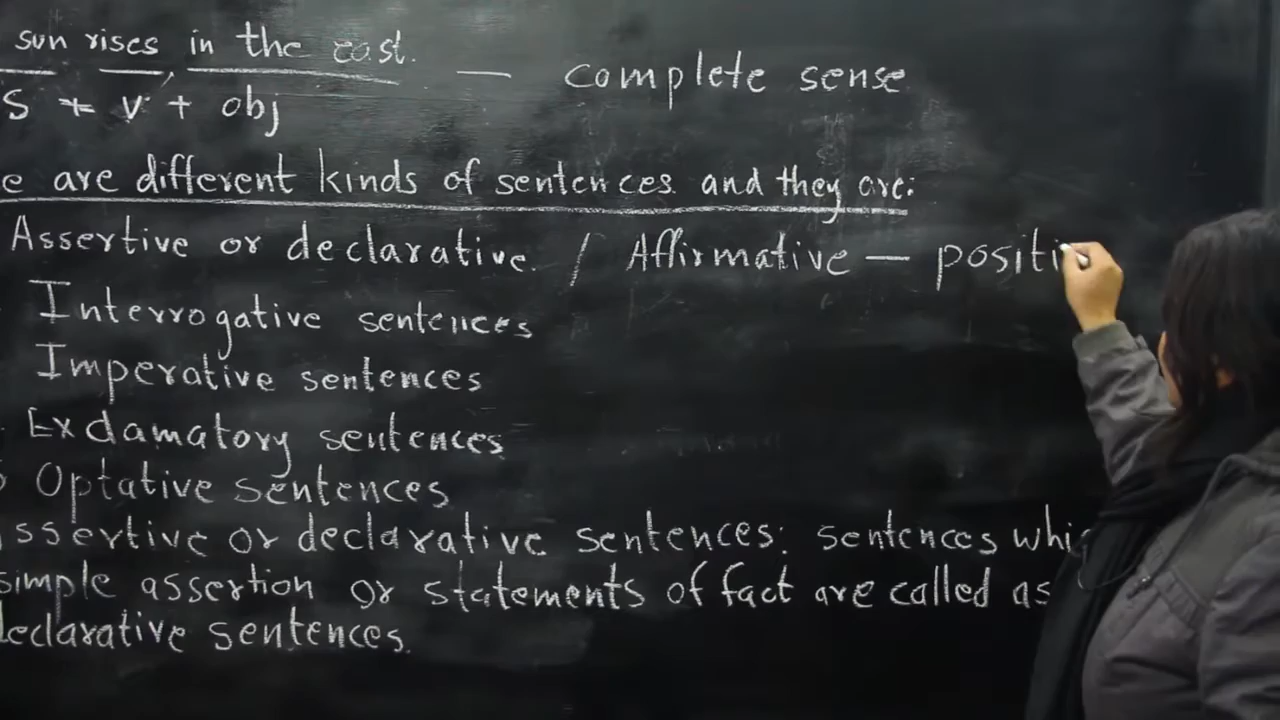 sun rises in the east. — complete sense
S + V + obj
e are different kinds of sentences and they are:
Assertive or declarative. / Affirmative — positi
Interrogative sentences
Imperative sentences
Exclamatory sentences
Optative sentences
ssertive or declarative sentences: sentences whic
simple assertion or statements of fact are called as
declarative sentences.